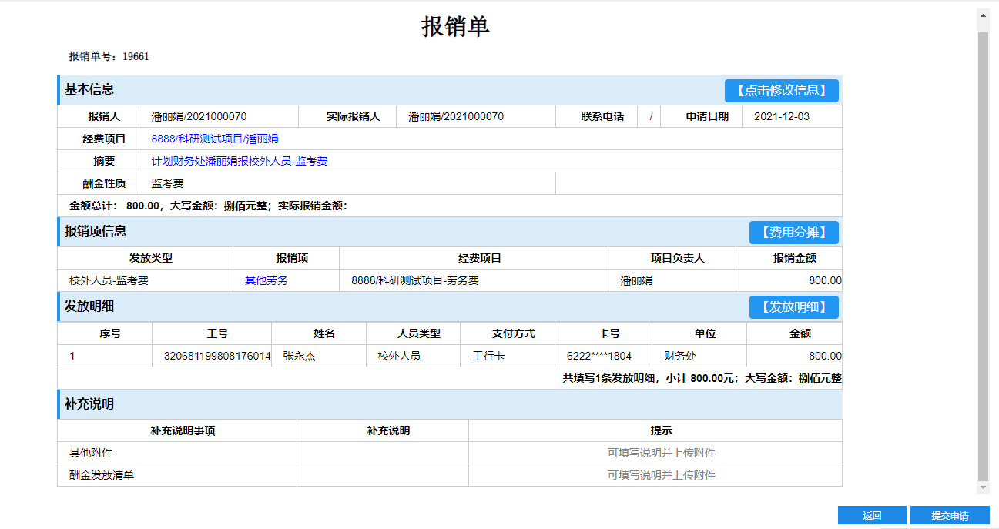 报销单
报销单号：19661
基本信息 【点击修改信息】
报销人 潘丽娟/2021000070 实际报销人 潘丽娟/2021000070 联系电话 / 申请日期 2021-12-03
经费项目 8888/科研测试项目/潘丽娟
摘要 计划财务处潘丽娟报校外人员-监考费
酬金性质 监考费
金额总计： 800.00，大写金额：捌佰元整；实际报销金额：
报销项信息 【费用分摊】
发放类型 报销项 经费项目 项目负责人 报销金额
校外人员-监考费 其他劳务 8888/科研测试项目-劳务费 潘丽娟 800.00
发放明细 【发放明细】
序号 工号 姓名 人员类型 支付方式 卡号 单位 金额
1 320681199808176014 张永杰 校外人员 工行卡 6222****1804 财务处 800.00
共填写1条发放明细，小计 800.00元；大写金额：捌佰元整
补充说明
补充说明事项 补充说明 提示
其他附件 可填写说明并上传附件
酬金发放清单 可填写说明并上传附件
返回 提交申请